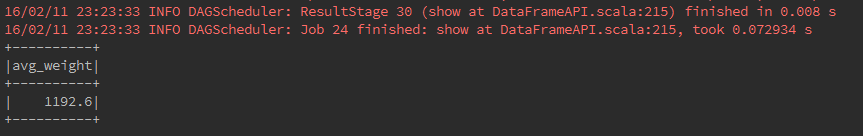 16/02/11 23:23:33 INFO DAGScheduler: ResultStage 30 (show at DataFrameAPI.scala:215) finished in 0.008 s
16/02/11 23:23:33 INFO DAGScheduler: Job 24 finished: show at DataFrameAPI.scala:215, took 0.072934 s
+----------+
|avg_weight|
+----------+
|    1192.6|
+----------+